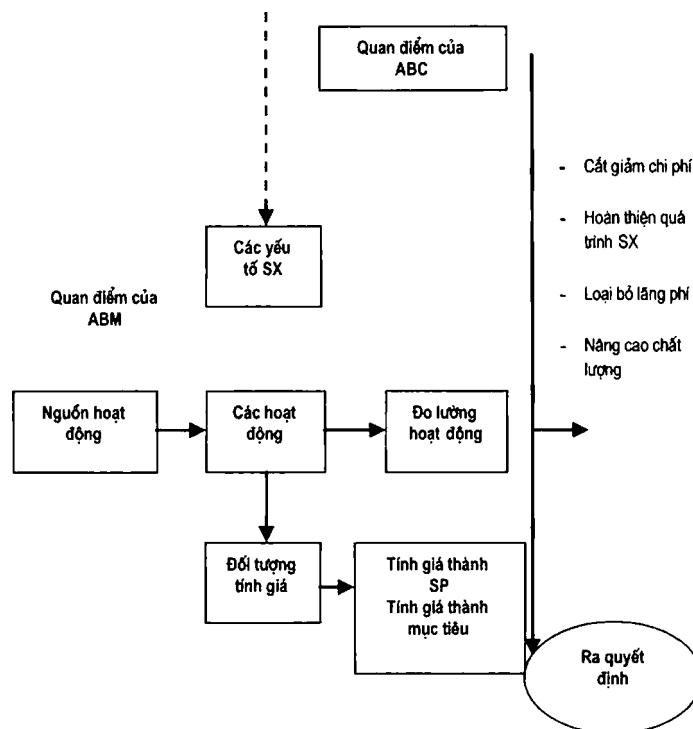 Quan điểm của
ABC
- Cắt giảm chi phí
- Hoàn thiện quá
trình SX
- Loại bỏ lãng phí
- Nâng cao chất
lượng
Các yếu
tố SX
Quan điểm của
ABM
Nguồn hoạt
động
Các hoạt
động
Đo lường
hoạt động
Đối tượng
tính giá
Tính giá thành
SP
Tính giá thành
mục tiêu
Ra quyết
định